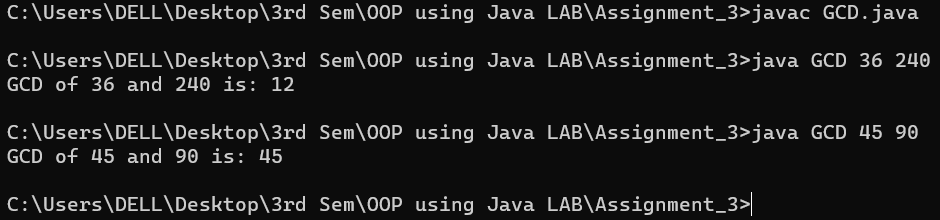 C:\Users\DELL\Desktop\3rd Sem\OOP using Java LAB\Assignment_3>javac GCD.java
C:\Users\DELL\Desktop\3rd Sem\OOP using Java LAB\Assignment_3>java GCD 36 240
GCD of 36 and 240 is: 12
C:\Users\DELL\Desktop\3rd Sem\OOP using Java LAB\Assignment_3>java GCD 45 90
GCD of 45 and 90 is: 45
C:\Users\DELL\Desktop\3rd Sem\OOP using Java LAB\Assignment_3>